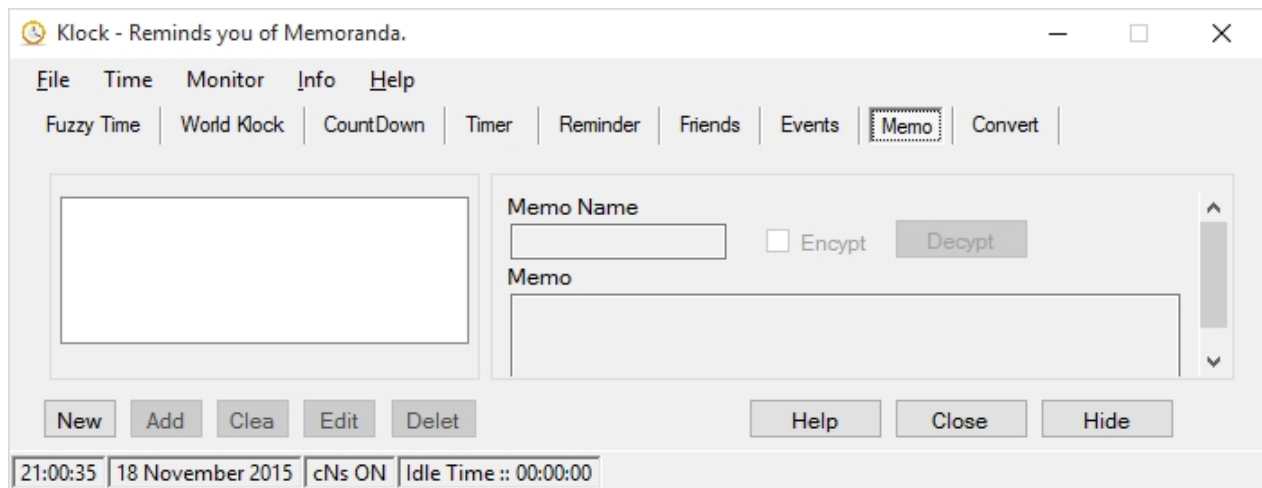 Klock - Reminds you of Memoranda.
File Time Monitor Info Help
Fuzzy Time World Klock CountDown Timer Reminder Friends Events Memo Convert
Memo Name
Encypt Decypt
Memo
New Add Clea Edit Delet Help Close Hide
21:00:35 18 November 2015 cNs ON Idle Time :: 00:00:00